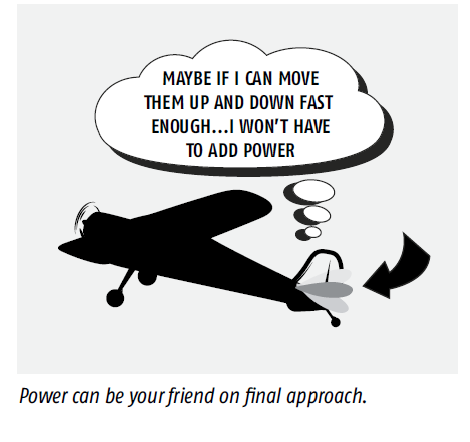 MAYBE IF I CAN MOVE
THEM UP AND DOWN FAST
ENOUGH...I WON'T HAVE
TO ADD POWER
Power can be your friend on final approach.